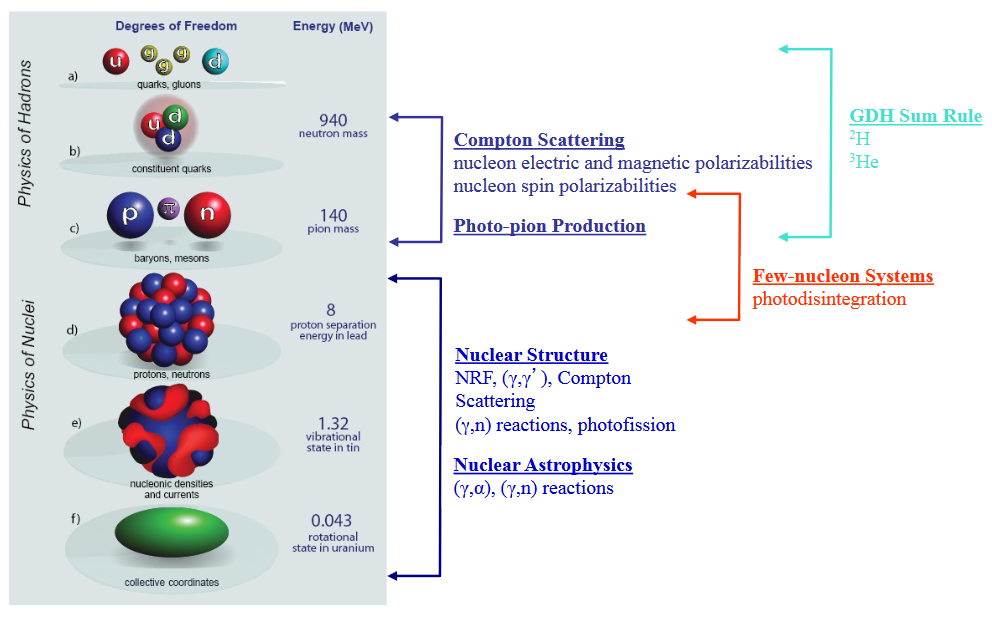 Degrees of Freedom
Energy (MeV)
Physics of Hadrons
a)
u
g
g
g
d
quarks, gluons
b)
u
d
d
constituent quarks
940
neutron mass
c)
p
π
n
baryons, mesons
140
pion mass
Physics of Nuclei
d)
protons, neutrons
8
proton separation
energy in lead
e)
nucleonic densities
and currents
1.32
vibrational
state in tin
f)
collective coordinates
0.043
rotational
state in uranium
Compton Scattering
nucleon electric and magnetic polarizabilities
nucleon spin polarizabilities
Photo-pion Production
Nuclear Structure
NRF, (γ,γ’ ), Compton
Scattering
(γ,n) reactions, photofission
Nuclear Astrophysics
(γ,α), (γ,n) reactions
Few-nucleon Systems
photodisintegration
GDH Sum Rule
²H
³He